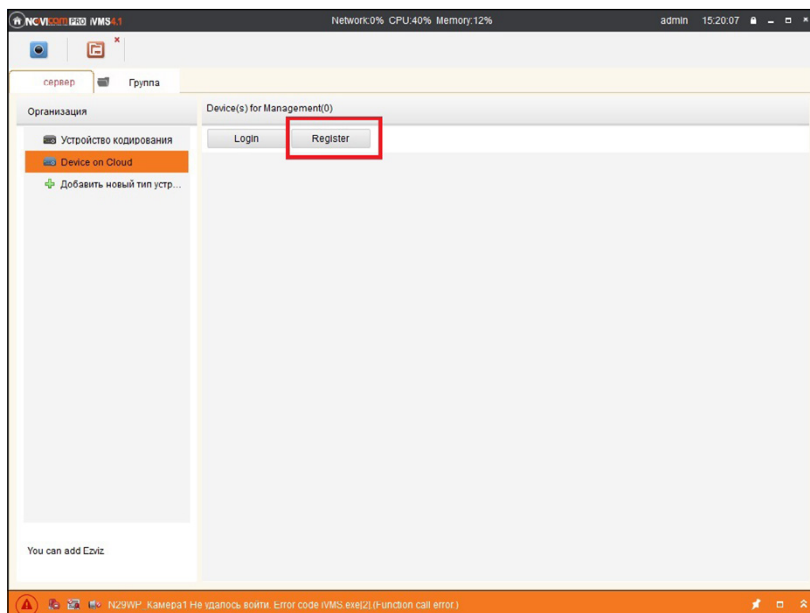 NOVIcam PRO iVMS4.1 Network:0% CPU:40% Memory:12% admin 15:20:07
сервер Группа
Организация Device(s) for Management(0)
Устройство кодирования Login Register
Device on Cloud
Добавить новый тип устр...
You can add Ezviz
N29WP_Камера1 Не удалось войти. Error code iVMS.exe[2].(Function call error.)